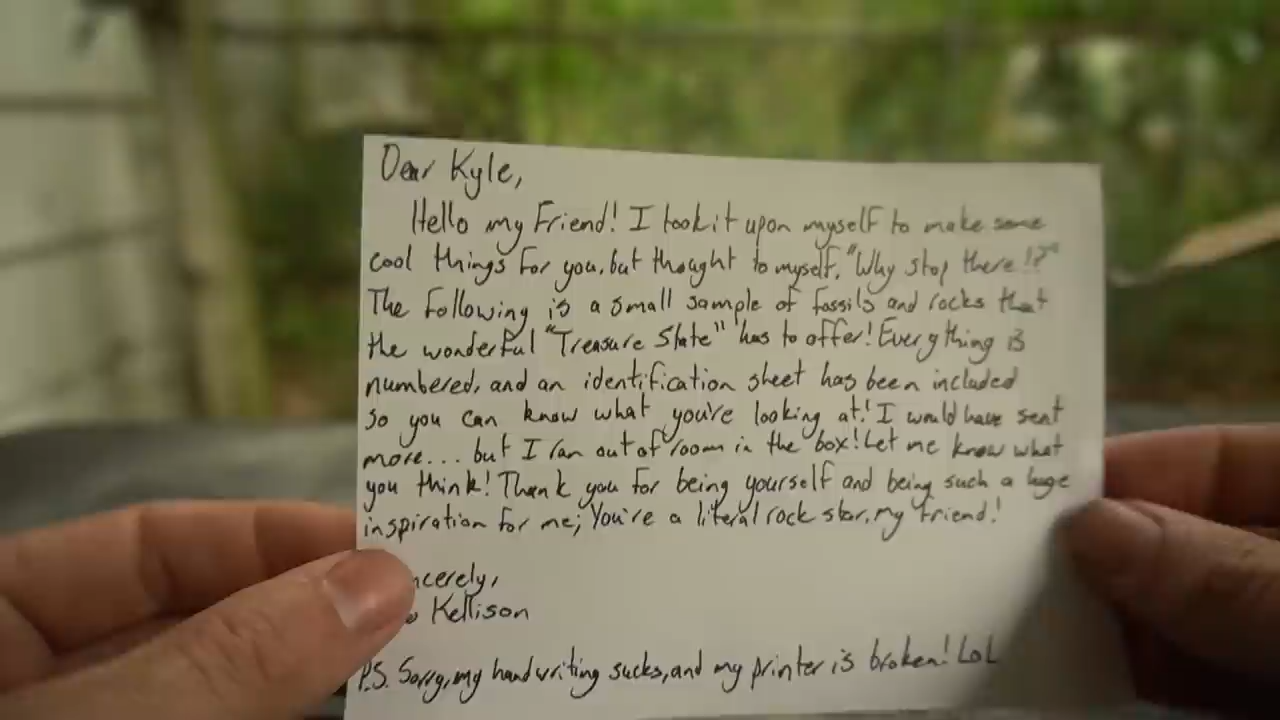 Dear Kyle,
Hello my Friend! I took it upon myself to make some
cool things for you, but thought to myself, "Why stop there!?"
The following is a small sample of fossils and rocks that
the wonderful "Treasure State" has to offer! Everything is
numbered, and an identification sheet has been included
so you can know what you're looking at! I would have sent
more... but I ran out of room in the box! Let me know what
you think! Thank you for being yourself and being such a huge
inspiration for me; You're a literal rock star, my friend!
ncerely,
Kellison
P.S. Sorry, my handwriting sucks, and my printer is broken! LoL